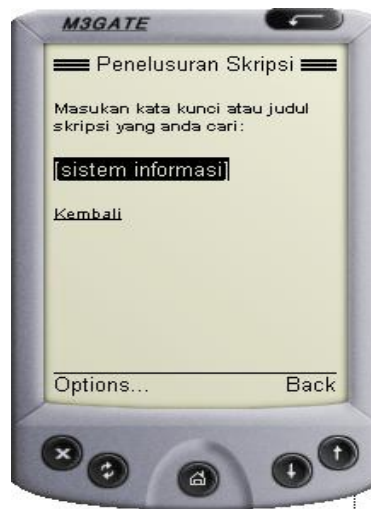 M3GATE
Penelusuran Skripsi
Masukan kata kunci atau judul
skripsi yang anda cari:
[sistem informasi]
Kembali
Options... Back